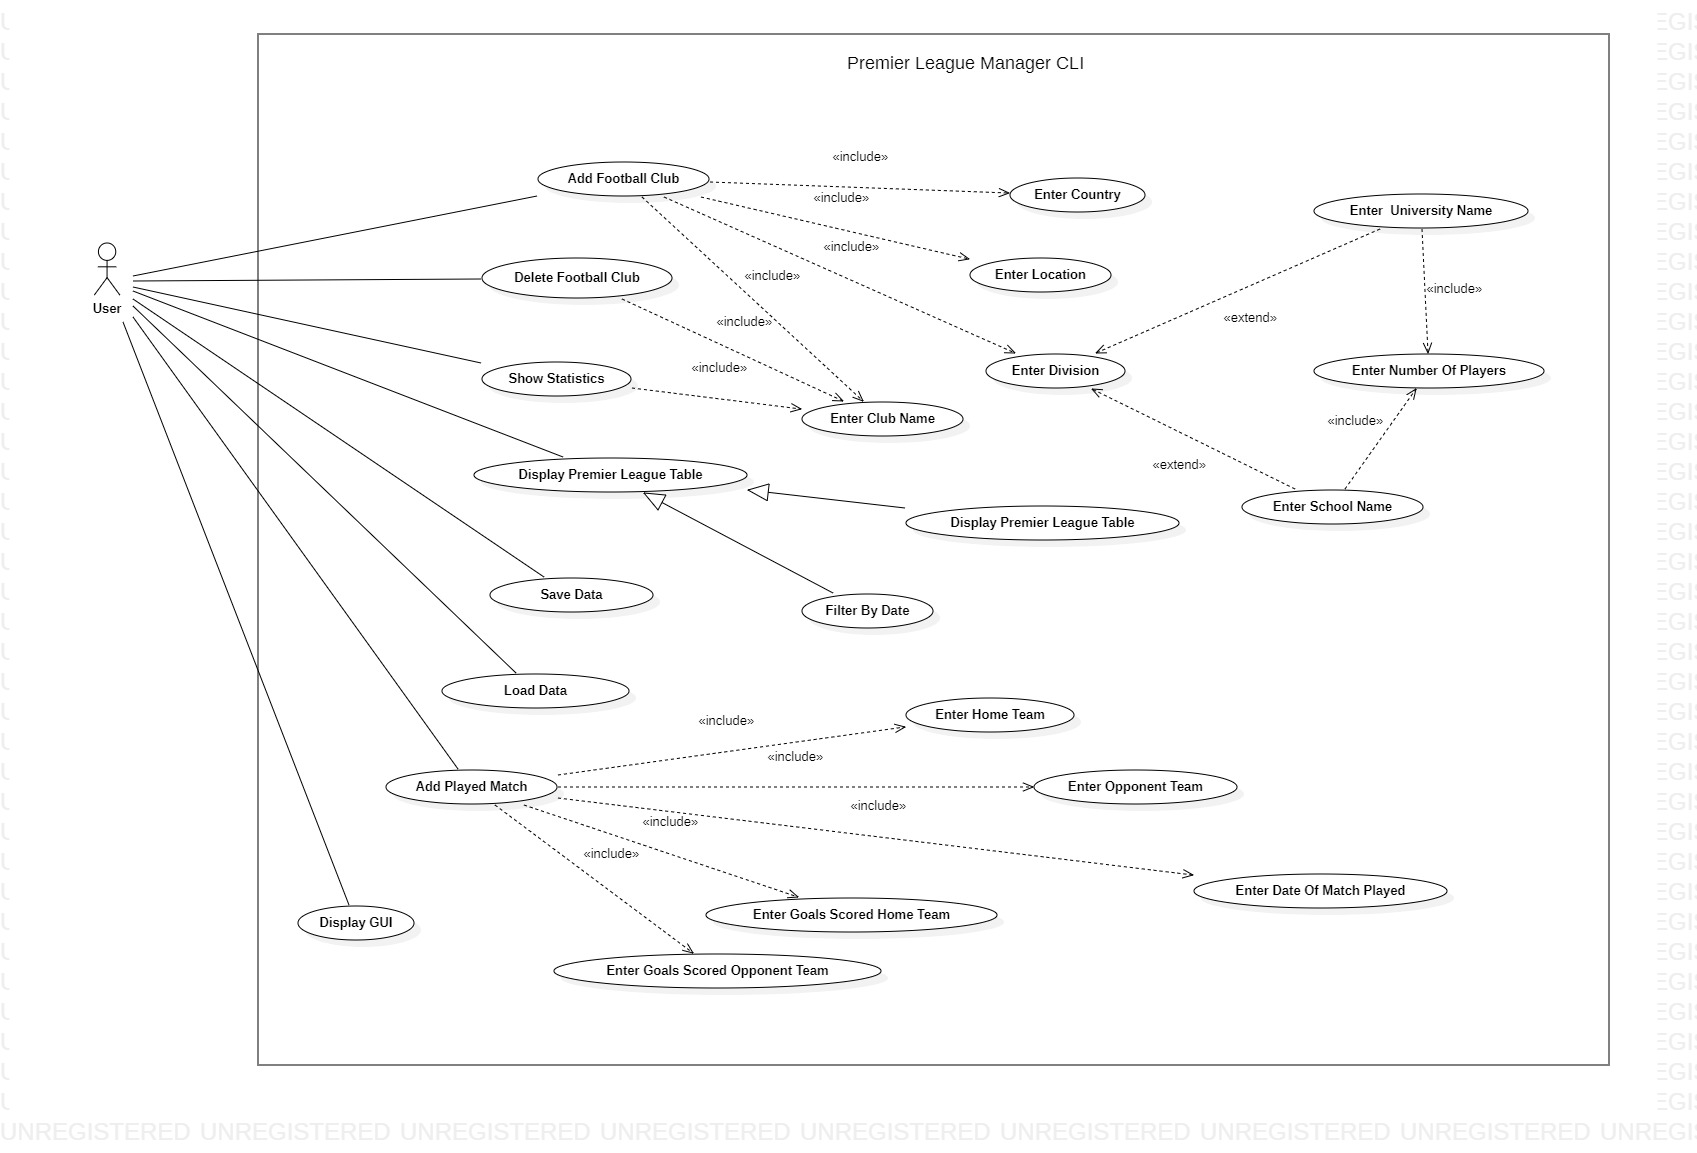 Premier League Manager CLI
«include»
Add Football Club
Enter Country
«include»
Enter  University Name
«include»
Enter Location
«include»
Delete Football Club
«include»
User
«include»
«extend»
«include»
Enter Division
Enter Number Of Players
Show Statistics
Enter Club Name
«include»
«extend»
Display Premier League Table
Enter School Name
Display Premier League Table
Save Data
Filter By Date
Load Data
Enter Home Team
«include»
«include»
Add Played Match
Enter Opponent Team
«include»
«include»
«include»
Enter Date Of Match Played
Enter Goals Scored Home Team
Display GUI
Enter Goals Scored Opponent Team
UNREGISTERED UNREGISTERED UNREGISTERED UNREGISTERED UNREGISTERED UNREGISTERED UNREGISTERED UNREGISTERED